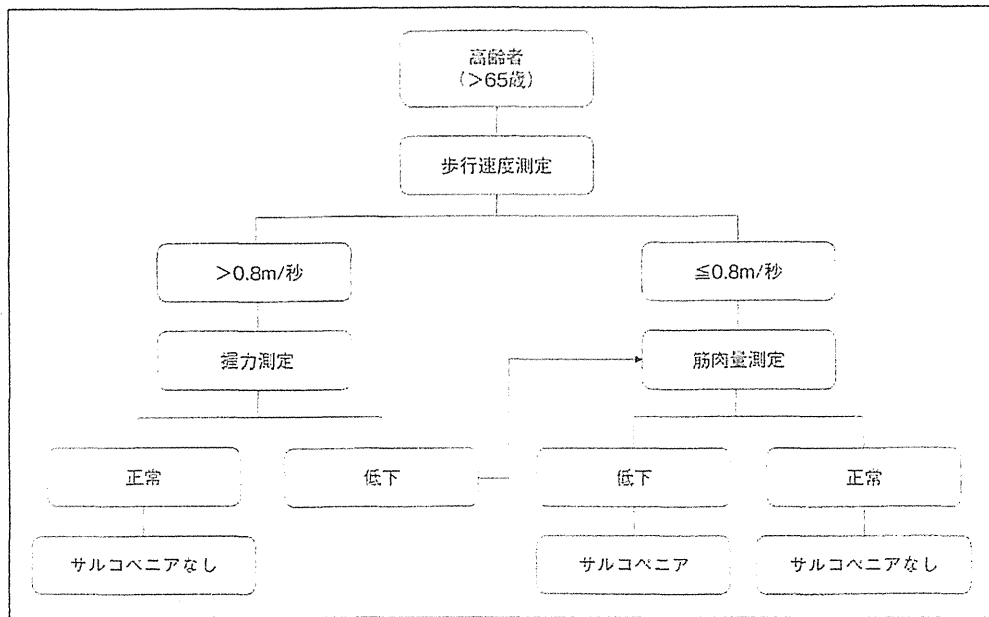 高齢者
(>65歳)
歩行速度測定
>0.8m/秒
≦0.8m/秒
握力測定
筋肉量測定
正常
低下
低下
正常
サルコペニアなし
サルコペニア
サルコペニアなし